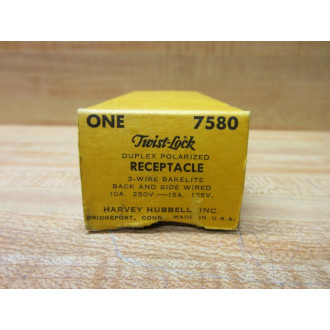 ONE 7580
Twist-Lock
DUPLEX POLARIZED
RECEPTACLE
3-WIRE BAKELITE
BACK AND SIDE WIRED
10A. 250V.—15A. 125V.
HARVEY HUBBELL INC.
BRIDGEPORT, CONN. MADE IN U.S.A.